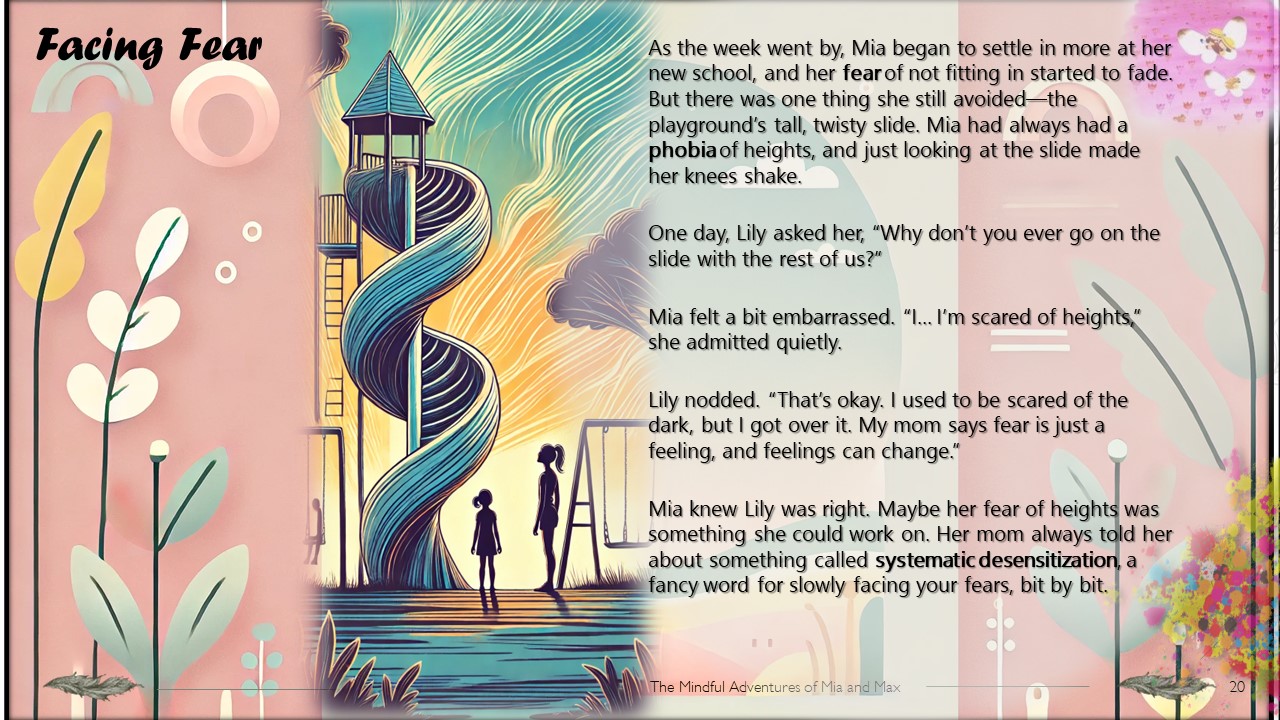 Facing Fear
As the week went by, Mia began to settle in more at her
new school, and her fear of not fitting in started to fade.
But there was one thing she still avoided—the
playground’s tall, twisty slide. Mia had always had a
phobia of heights, and just looking at the slide made
her knees shake.
One day, Lily asked her, “Why don’t you ever go on the
slide with the rest of us?”
Mia felt a bit embarrassed. “I... I’m scared of heights,”
she admitted quietly.
Lily nodded. “That’s okay. I used to be scared of the
dark, but I got over it. My mom says fear is just a
feeling, and feelings can change.”
Mia knew Lily was right. Maybe her fear of heights was
something she could work on. Her mom always told her
about something called systematic desensitization, a
fancy word for slowly facing your fears, bit by bit.
The Mindful Adventures of Mia and Max
20